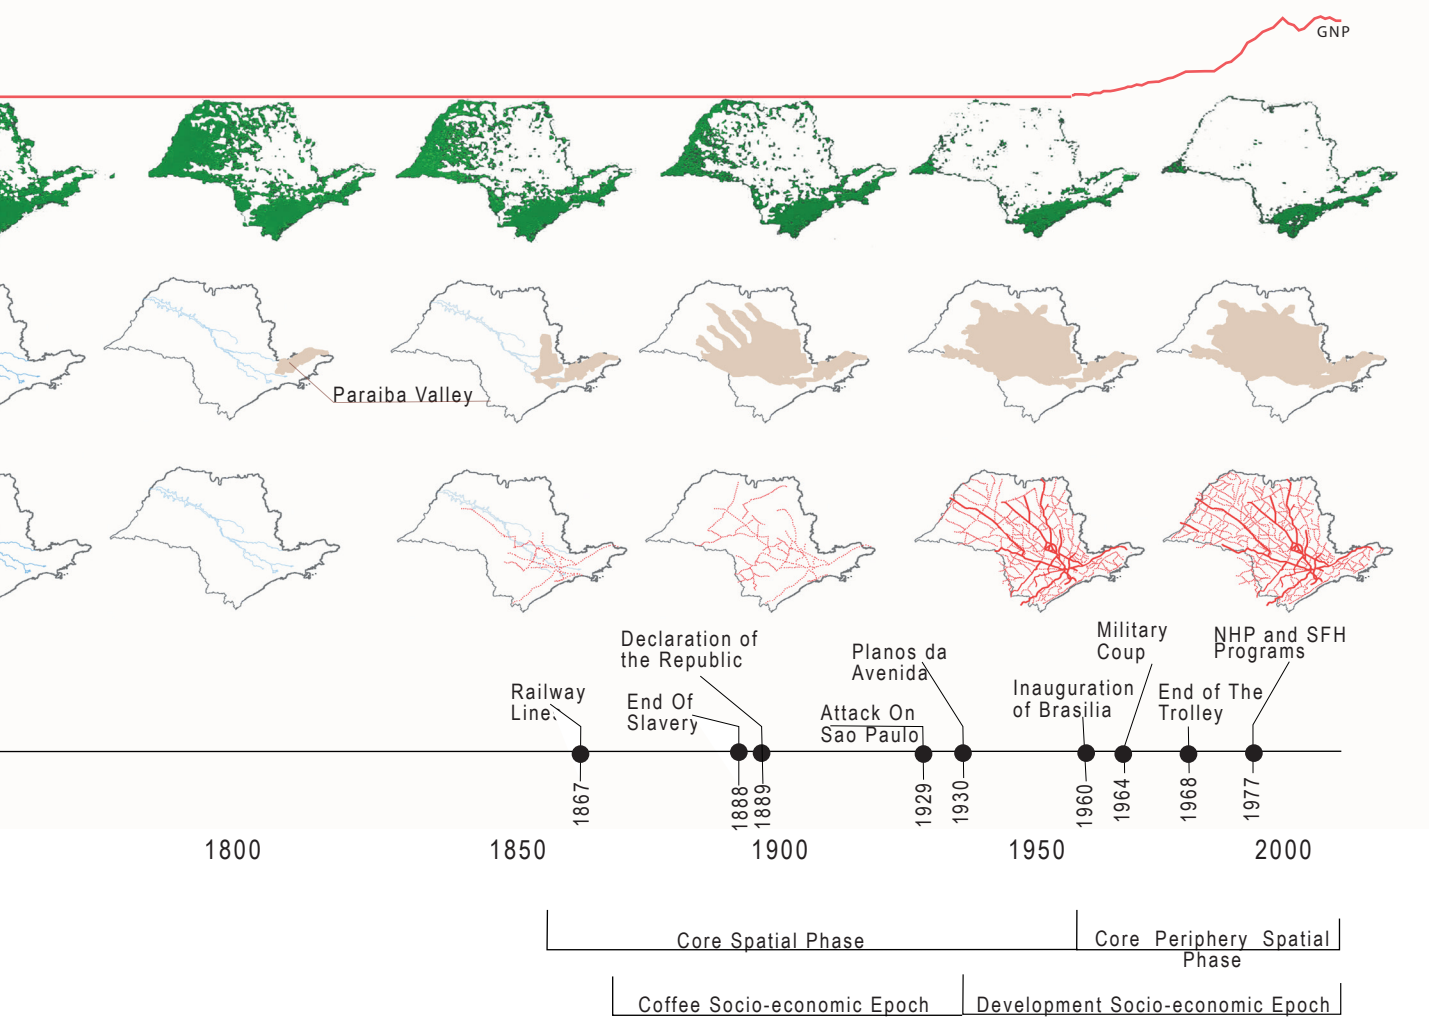 GNP
Paraiba Valley
Declaration of
the Republic
Military
Coup
NHP and SFH
Programs
Planos da
Avenida
Railway
Line
End Of
Slavery
Inauguration
of Brasilia
End of The
Trolley
Attack On
Sao Paulo
1867
1888
1889
1929
1930
1960
1964
1968
1977
1800
1850
1900
1950
2000
Core Spatial Phase
Core Periphery Spatial
Phase
Coffee Socio-economic Epoch
Development Socio-economic Epoch